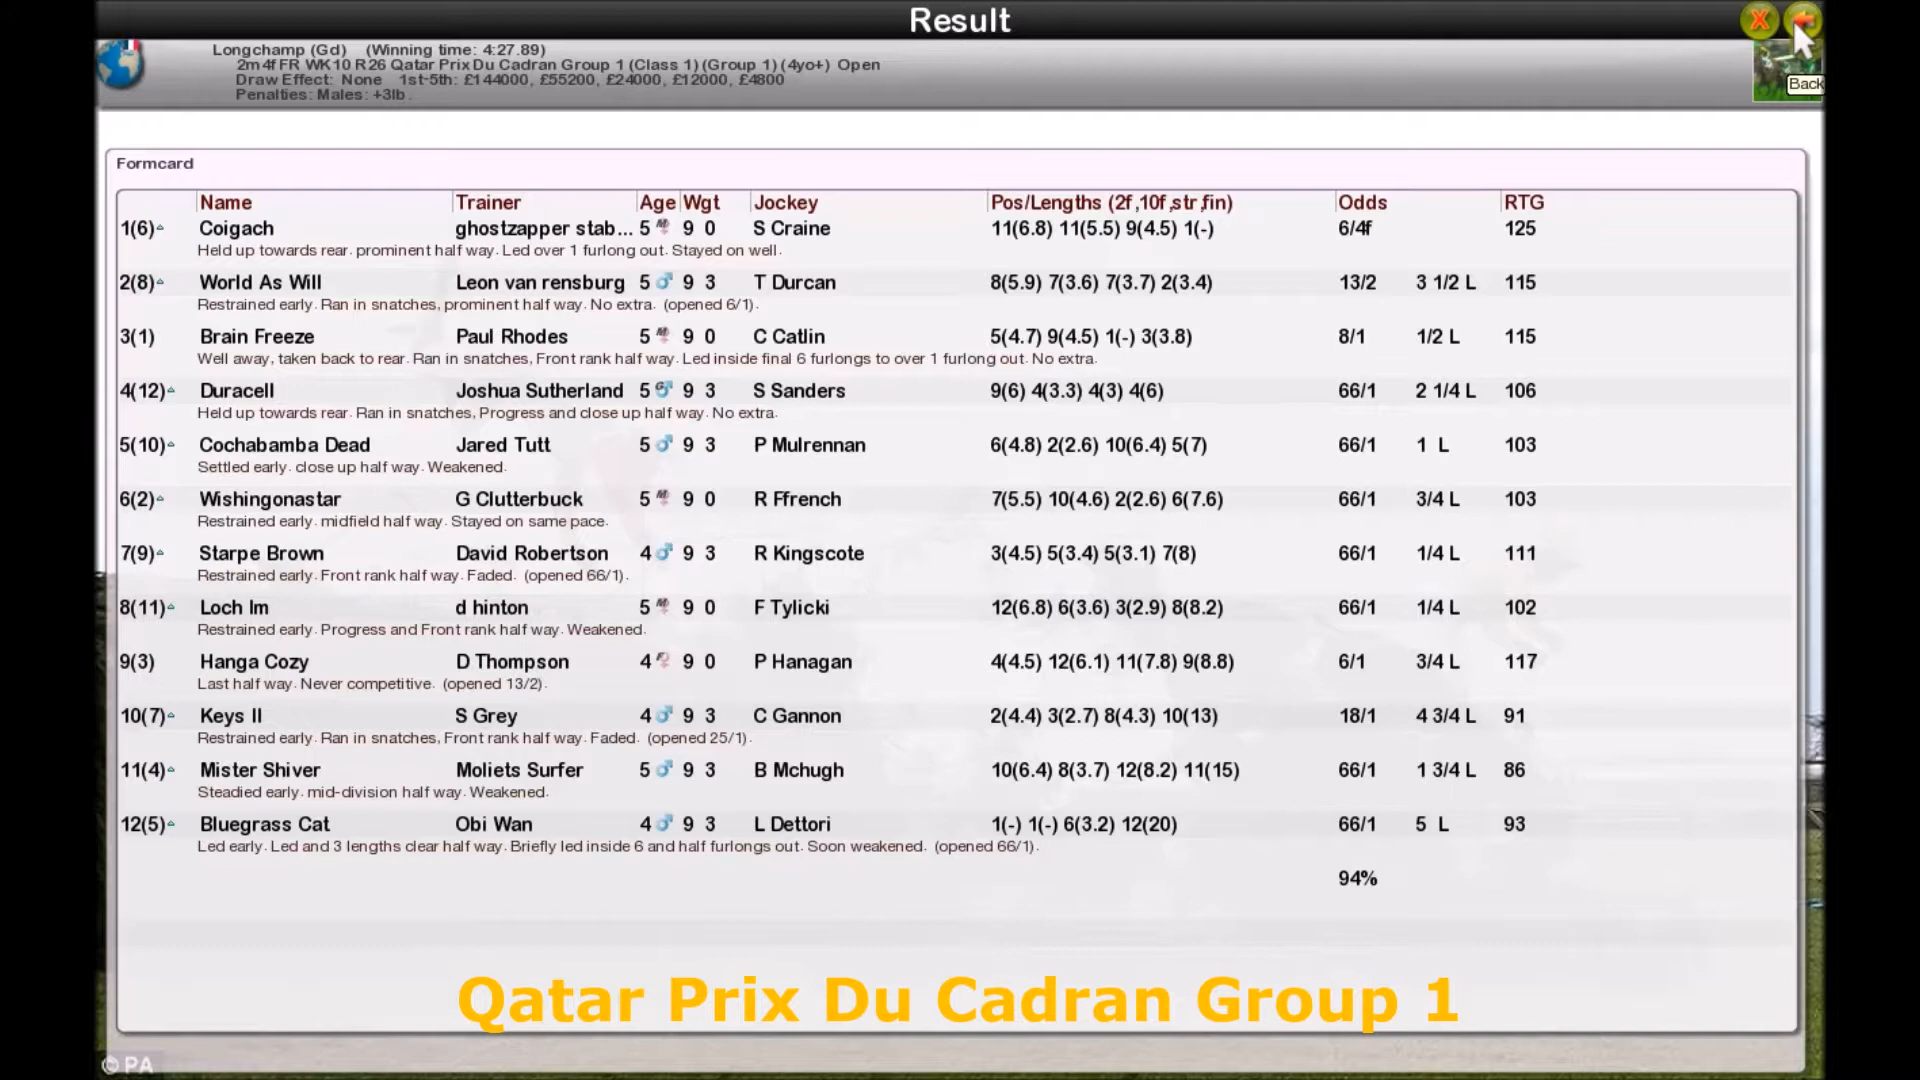 Result
Longchamp (Gd) (Winning time: 4:27.89)
2m4f FR WK10 R26 Qatar Prix Du Cadran Group 1 (Class 1) (Group 1) (4yo+) Open
Draw Effect: None 1st-5th: £144000, £55200, £24000, £12000, £4800
Penalties: Males: +3lb.
Back
Formcard
Name Trainer Age Wgt Jockey Pos/Lengths (2f,10f,str,fin) Odds RTG
1(6) Coigach ghostzapper stab... 5 9 0 S Craine 11(6.8) 11(5.5) 9(4.5) 1(-) 6/4f 125
Held up towards rear. prominent half way. Led over 1 furlong out. Stayed on well.
2(8) World As Will Leon van rensburg 5 9 3 T Durcan 8(5.9) 7(3.6) 7(3.7) 2(3.4) 13/2 3 1/2 L 115
Restrained early. Ran in snatches, prominent half way. No extra. (opened 6/1).
3(1) Brain Freeze Paul Rhodes 5 9 0 C Catlin 5(4.7) 9(4.5) 1(-) 3(3.8) 8/1 1/2 L 115
Well away, taken back to rear. Ran in snatches, Front rank half way. Led inside final 6 furlongs to over 1 furlong out. No extra.
4(12) Duracell Joshua Sutherland 5 9 3 S Sanders 9(6) 4(3.3) 4(3) 4(6) 66/1 2 1/4 L 106
Held up towards rear. Ran in snatches, Progress and close up half way. No extra.
5(10) Cochabamba Dead Jared Tutt 5 9 3 P Mulrennan 6(4.8) 2(2.6) 10(6.4) 5(7) 66/1 1 L 103
Settled early. close up half way. Weakened.
6(2) Wishingonastar G Clutterbuck 5 9 0 R Ffrench 7(5.5) 10(4.6) 2(2.6) 6(7.6) 66/1 3/4 L 103
Restrained early. midfield half way. Stayed on same pace.
7(9) Starpe Brown David Robertson 4 9 3 R Kingscote 3(4.5) 5(3.4) 5(3.1) 7(8) 66/1 1/4 L 111
Restrained early. Front rank half way. Faded. (opened 66/1).
8(11) Loch Im d hinton 5 9 0 F Tylicki 12(6.8) 6(3.6) 3(2.9) 8(8.2) 66/1 1/4 L 102
Restrained early. Progress and Front rank half way. Weakened.
9(3) Hanga Cozy D Thompson 4 9 0 P Hanagan 4(4.5) 12(6.1) 11(7.8) 9(8.8) 6/1 3/4 L 117
Last half way. Never competitive. (opened 13/2).
10(7) Keys II S Grey 4 9 3 C Gannon 2(4.4) 3(2.7) 8(4.3) 10(13) 18/1 4 3/4 L 91
Restrained early. Ran in snatches, Front rank half way. Faded. (opened 25/1).
11(4) Mister Shiver Moliets Surfer 5 9 3 B Mchugh 10(6.4) 8(3.7) 12(8.2) 11(15) 66/1 1 3/4 L 86
Steadied early. mid-division half way. Weakened.
12(5) Bluegrass Cat Obi Wan 4 9 3 L Dettori 1(-) 1(-) 6(3.2) 12(20) 66/1 5 L 93
Led early. Led and 3 lengths clear half way. Briefly led inside 6 and half furlongs out. Soon weakened. (opened 66/1).
94%
Qatar Prix Du Cadran Group 1
© PA